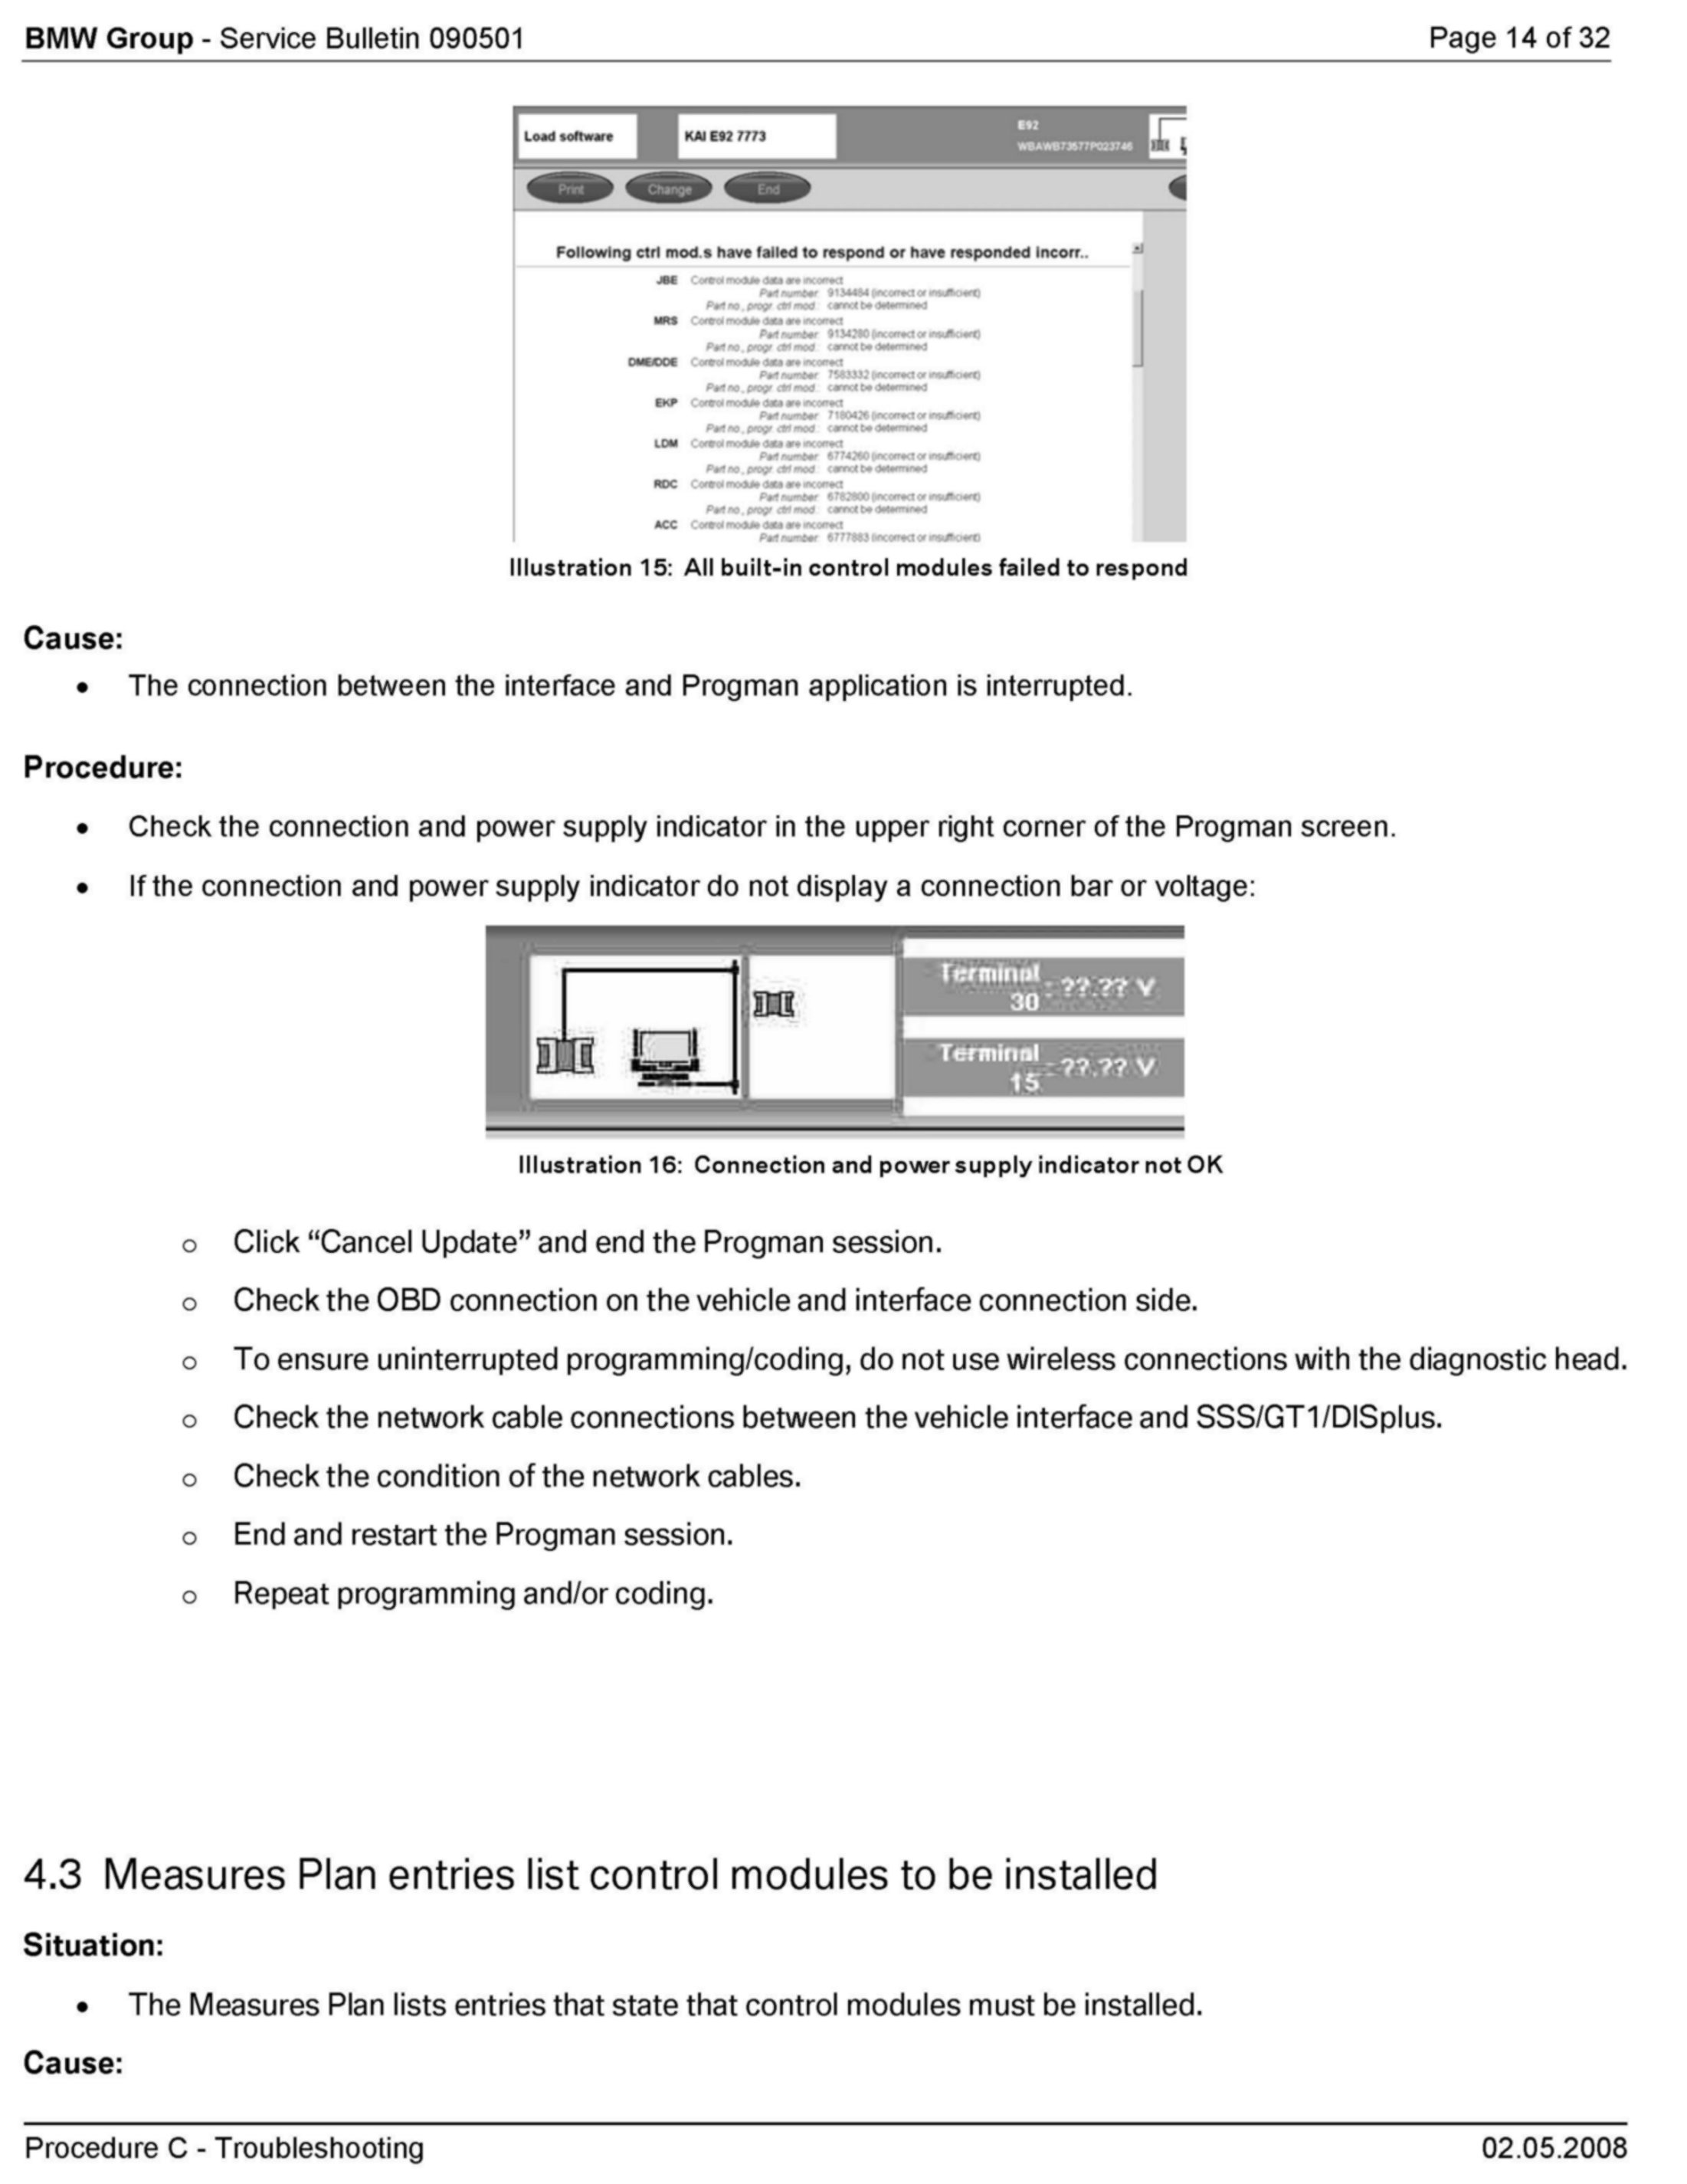 BMW Group - Service Bulletin 090501 Page 14 of 32
Load software KAI E92 7773 E92
WBAWB73577P023746
Print Change End
Following ctrl mod.s have failed to respond or have responded incorr..
JBE Control module data are incorrect
Part number: 9134484 (incorrect or insufficient)
Part no., progr. ctrl mod.: cannot be determined
MRS Control module data are incorrect
Part number: 9134280 (incorrect or insufficient)
Part no., progr. ctrl mod.: cannot be determined
DME/DDE Control module data are incorrect
Part number: 7583332 (incorrect or insufficient)
Part no., progr. ctrl mod.: cannot be determined
EKP Control module data are incorrect
Part number: 7180426 (incorrect or insufficient)
Part no., progr. ctrl mod.: cannot be determined
LDM Control module data are incorrect
Part number: 6774260 (incorrect or insufficient)
Part no., progr. ctrl mod.: cannot be determined
RDC Control module data are incorrect
Part number: 6782800 (incorrect or insufficient)
Part no., progr. ctrl mod.: cannot be determined
ACC Control module data are incorrect
Part number: 6777883 (incorrect or insufficient)
Illustration 15: All built-in control modules failed to respond
Cause:
• The connection between the interface and Progman application is interrupted.
Procedure:
• Check the connection and power supply indicator in the upper right corner of the Progman screen.
• If the connection and power supply indicator do not display a connection bar or voltage:
Terminal
30 - ??.?? V
Terminal
15 - ??.?? V
Illustration 16: Connection and power supply indicator not OK
o Click “Cancel Update” and end the Progman session.
o Check the OBD connection on the vehicle and interface connection side.
o To ensure uninterrupted programming/coding, do not use wireless connections with the diagnostic head.
o Check the network cable connections between the vehicle interface and SSS/GT1/DISplus.
o Check the condition of the network cables.
o End and restart the Progman session.
o Repeat programming and/or coding.
4.3 Measures Plan entries list control modules to be installed
Situation:
• The Measures Plan lists entries that state that control modules must be installed.
Cause:
Procedure C - Troubleshooting 02.05.2008